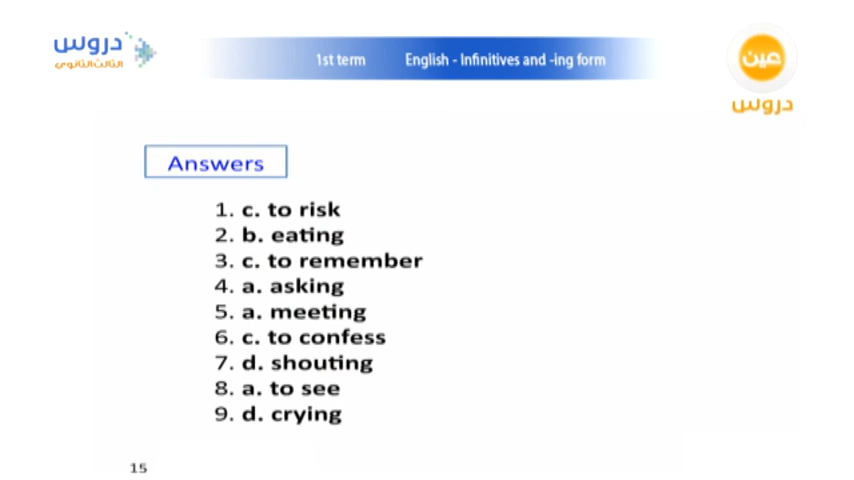 دروس
الثالث الثانوي
1st term English - Infinitives and -ing form
عين
دروس
Answers
1. c. to risk
2. b. eating
3. c. to remember
4. a. asking
5. a. meeting
6. c. to confess
7. d. shouting
8. a. to see
9. d. crying
15